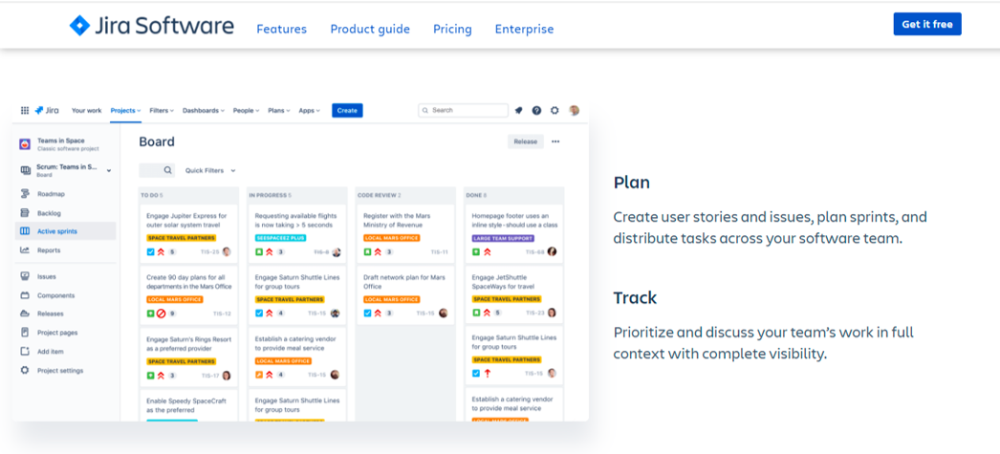 Jira Software
Features
Product guide
Pricing
Enterprise
Get it free
Jira
Your work
Projects
Filters
Dashboards
People
Plans
Apps
Create
Search
Teams in Space
Classic software project
Scrum: Teams in S...
Board
Roadmap
Backlog
Active sprints
Reports
Issues
Components
Releases
Project pages
Add item
Project settings
Board
Release
Quick Filters
TO DO 5
Engage Jupiter Express for
outer solar system travel
SPACE TRAVEL PARTNERS
5
TIS-25
Create 90 day plans for all
departments in the Mars Office
LOCAL MARS OFFICE
9
TIS-12
Engage Saturn's Rings Resort
as a preferred provider
SPACE TRAVEL PARTNERS
3
TIS-17
Enable Speedy SpaceCraft
as the preferred
IN PROGRESS 5
Requesting available flights
is now taking > 5 seconds
SEESPACEEZ PLUS
3
TIS-8
Engage Saturn Shuttle Lines
for group tours
SPACE TRAVEL PARTNERS
4
TIS-15
Establish a catering vendor
to provide meal service
LOCAL MARS OFFICE
4
TIS-15
Engage Saturn Shuttle Lines
for group tours
SPACE TRAVEL PARTNERS
CODE REVIEW 2
Register with the Mars
Ministry of Revenue
LOCAL MARS OFFICE
3
TIS-11
Draft network plan for Mars
Office
LOCAL MARS OFFICE
3
TIS-15
DONE 8
Homepage footer uses an
inline style-should use a class
LARGE TEAM SUPPORT
TIS-68
Engage JetShuttle
SpaceWays for travel
SPACE TRAVEL PARTNERS
5
TIS-23
Engage Saturn Shuttle Lines
for group tours
SPACE TRAVEL PARTNERS
TIS-15
Establish a catering vendor
to provide meal service
LOCAL MARS OFFICE
Plan
Create user stories and issues, plan sprints, and
distribute tasks across your software team.
Track
Prioritize and discuss your team's work in full
context with complete visibility.